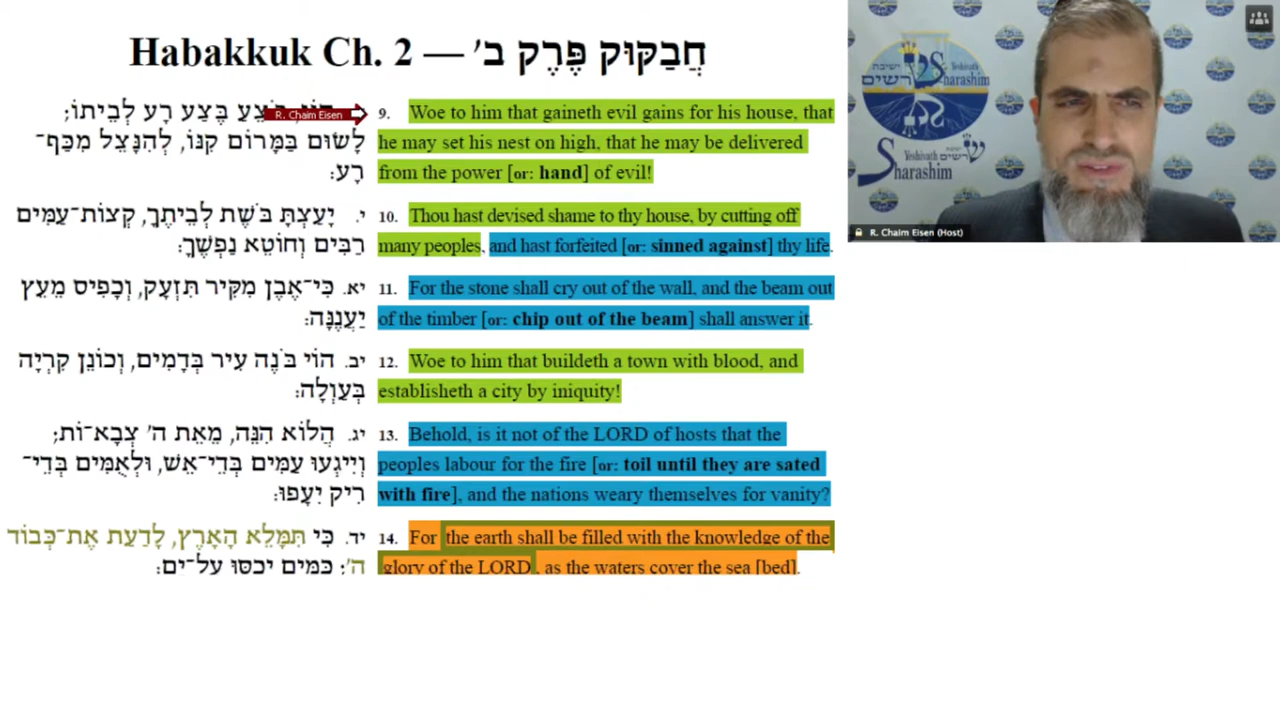 Habakkuk Ch. 2 — חֲבַקּוּק פֶּרֶק ב׳
בֶּצַע רָע לְבֵיתוֹ;
לָשׂוּם בַּמָּרוֹם קִנּוֹ, לְהִנָּצֵל מִכַּף־
רָע:
R. Chaim Eisen
9. Woe to him that gaineth evil gains for his house, that
he may set his nest on high, that he may be delivered
from the power [or: hand] of evil!
י. יָעַצְתָּ בֹּשֶׁת לְבֵיתֶךָ, קְצוֹת־עַמִּים
רַבִּים וְחוֹטֵא נַפְשֶׁךָ:
10. Thou hast devised shame to thy house, by cutting off
many peoples, and hast forfeited [or: sinned against] thy life.
יא. כִּי־אֶבֶן מִקִּיר תִּזְעָק, וְכָפִיס מֵעֵץ
יַעֲנֶנָּה:
11. For the stone shall cry out of the wall, and the beam out
of the timber [or: chip out of the beam] shall answer it.
יב. הוֹי בֹּנֶה עִיר בְּדָמִים, וְכוֹנֵן קִרְיָה
בְּעַוְלָה:
12. Woe to him that buildeth a town with blood, and
establisheth a city by iniquity!
יג. הֲלוֹא הִנֵּה, מֵאֵת ה׳ צְבָא־וֹת;
וְיִיגְעוּ עַמִּים בְּדֵי־אֵשׁ, וּלְאֻמִּים בְּדֵי־
רִיק יִעָפוּ:
13. Behold, is it not of the LORD of hosts that the
peoples labour for the fire [or: toil until they are sated
with fire], and the nations weary themselves for vanity?
יד. כִּי תִּמָּלֵא הָאָרֶץ, לָדַעַת אֶת־כְּבוֹד
ה׳: כַּמַּיִם יְכַסּוּ עַל־יָם:
14. For the earth shall be filled with the knowledge of the
glory of the LORD, as the waters cover the sea [bed].
ישיבת
שרשים
Yeshivath
Sharashim
Yeshivath
Sharashim
R. Chaim Eisen (Host)